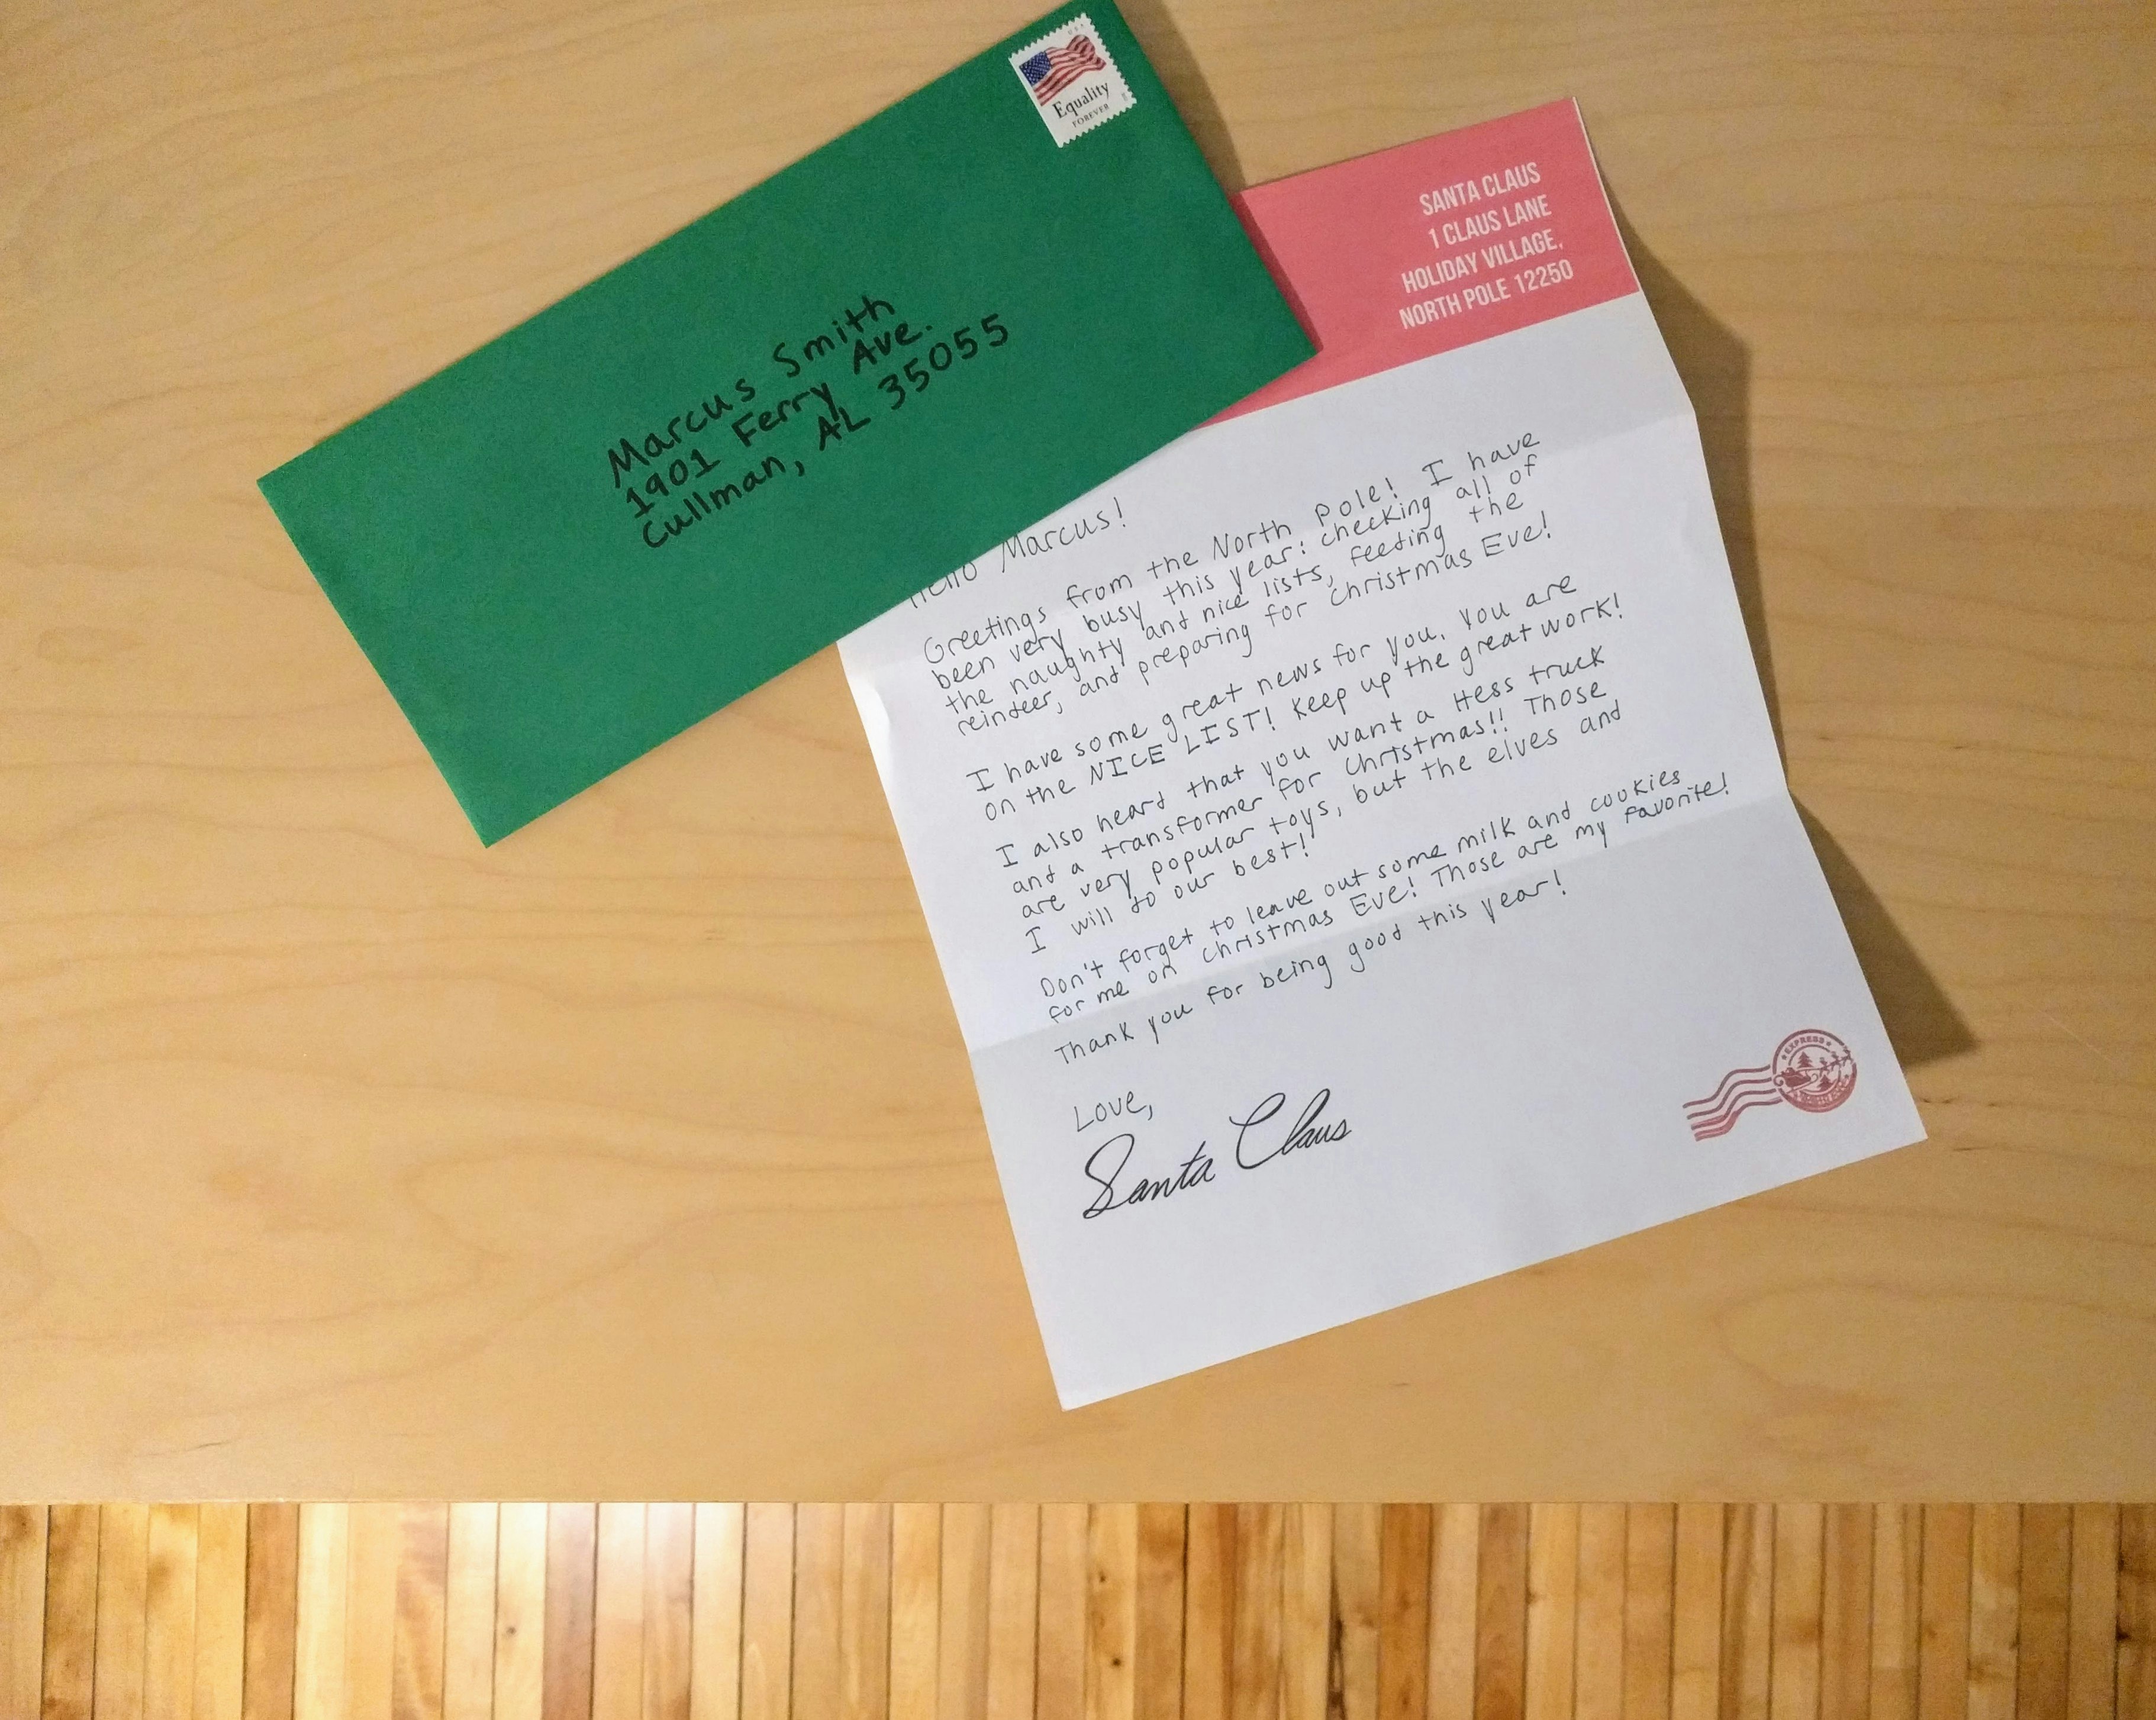 Equality
FOREVER
Marcus Smith
1901 Ferry Ave.
Cullman, AL 35055
SANTA CLAUS
1 CLAUS LANE
HOLIDAY VILLAGE,
NORTH POLE 12250
Hello Marcus!
Greetings from the North Pole! I have
been very busy this year: checking all of
the naughty and nice lists, feeding the
reindeer, and preparing for Christmas Eve!
I have some great news for you. You are
on the NICE LIST! Keep up the great work!
I also heard that you want a Hess truck
and a transformer for Christmas!! Those
are very popular toys, but the elves and
I will do our best!
Don't forget to leave out some milk and cookies
for me on Christmas Eve! Those are my favorite!
Thank you for being good this year!
Love,
Santa Claus
EXPRESS